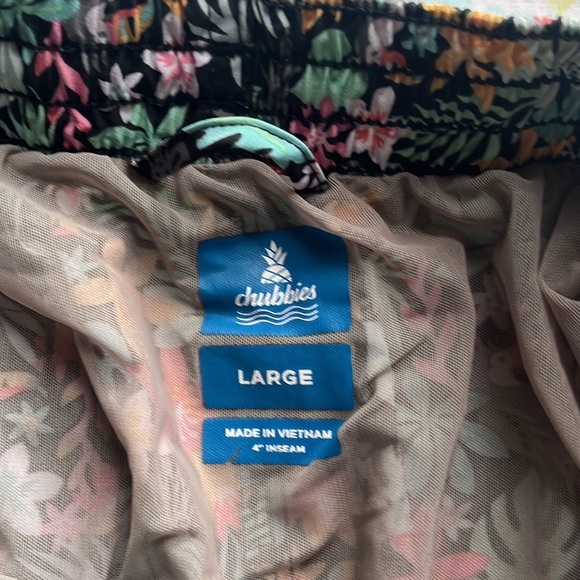 chubbies
LARGE
MADE IN VIETNAM
4" INSEAM